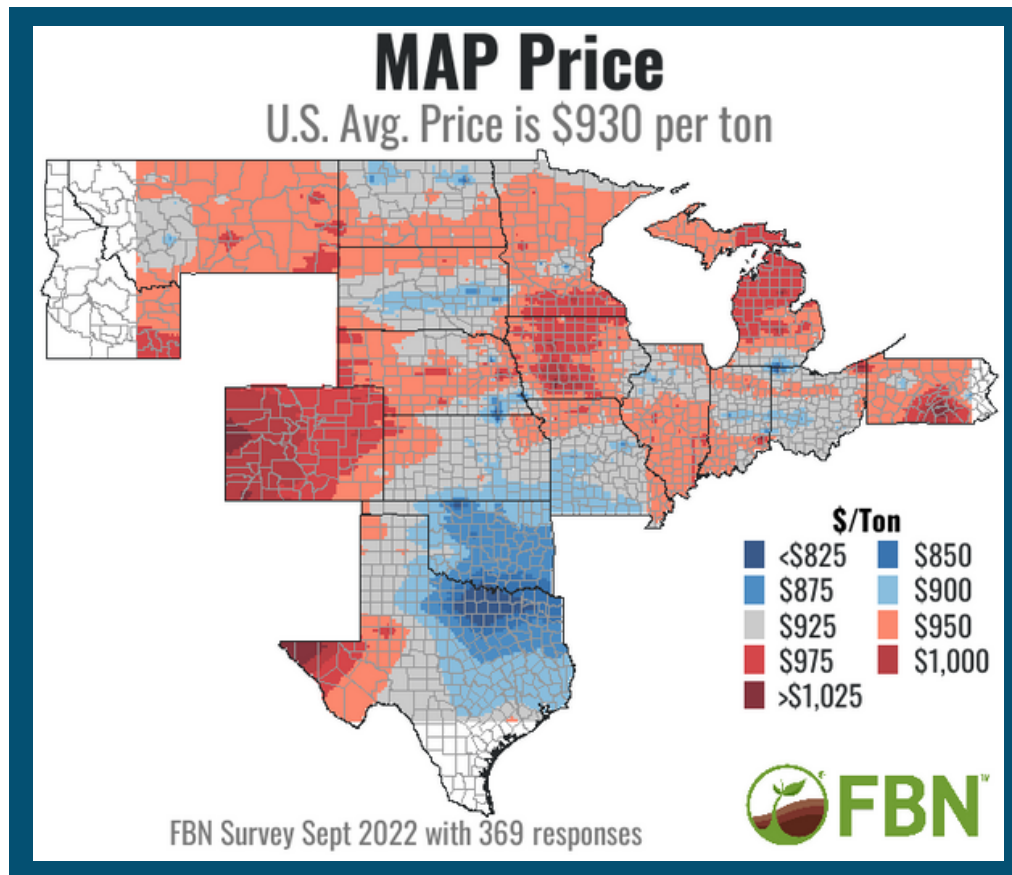 MAP Price
U.S. Avg. Price is $930 per ton
$/Ton
<$825 $850
$875 $900
$925 $950
$975 $1,000
>$1,025
FBN Survey Sept 2022 with 369 responses
FBN™